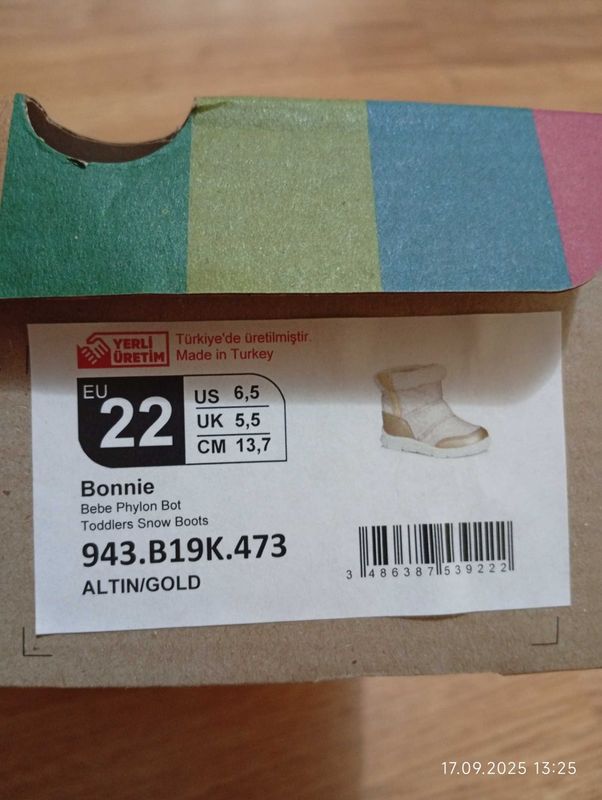 YERLİ
ÜRETİM
Türkiye'de üretilmiştir.
Made in Turkey
EU
22
US 6,5
UK 5,5
CM 13,7
Bonnie
Bebe Phylon Bot
Toddlers Snow Boots
943.B19K.473
ALTIN/GOLD
3 486387 539222
17.09.2025 13:25